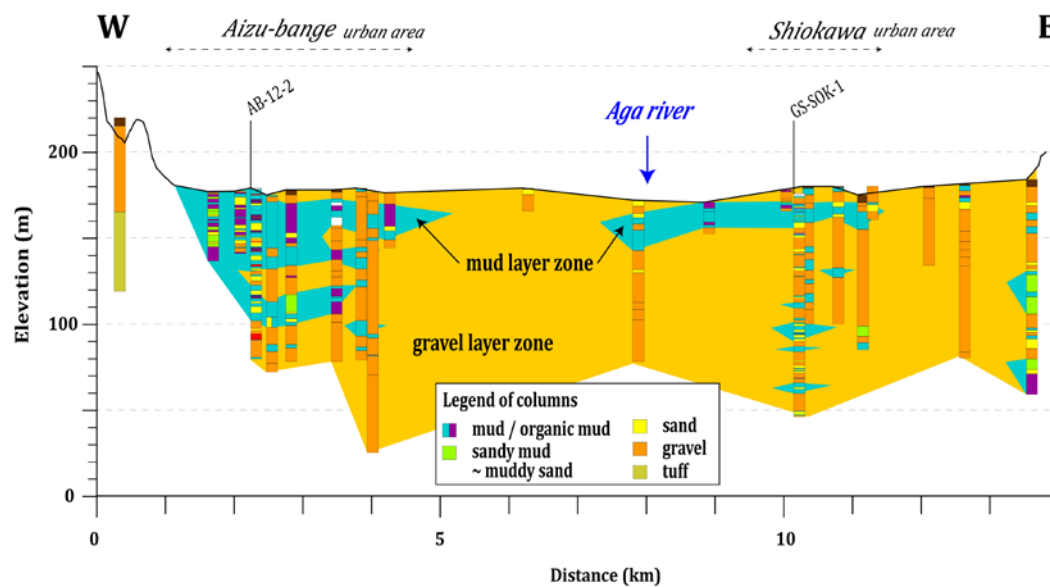 W
Aizu-bange urban area
Shiokawa urban area
E
AB-12-2
Aga river
GS-SOK-1
200
100
0
Elevation (m)
mud layer zone
gravel layer zone
Legend of columns
mud / organic mud
sandy mud
~ muddy sand
sand
gravel
tuff
0
5
10
Distance (km)